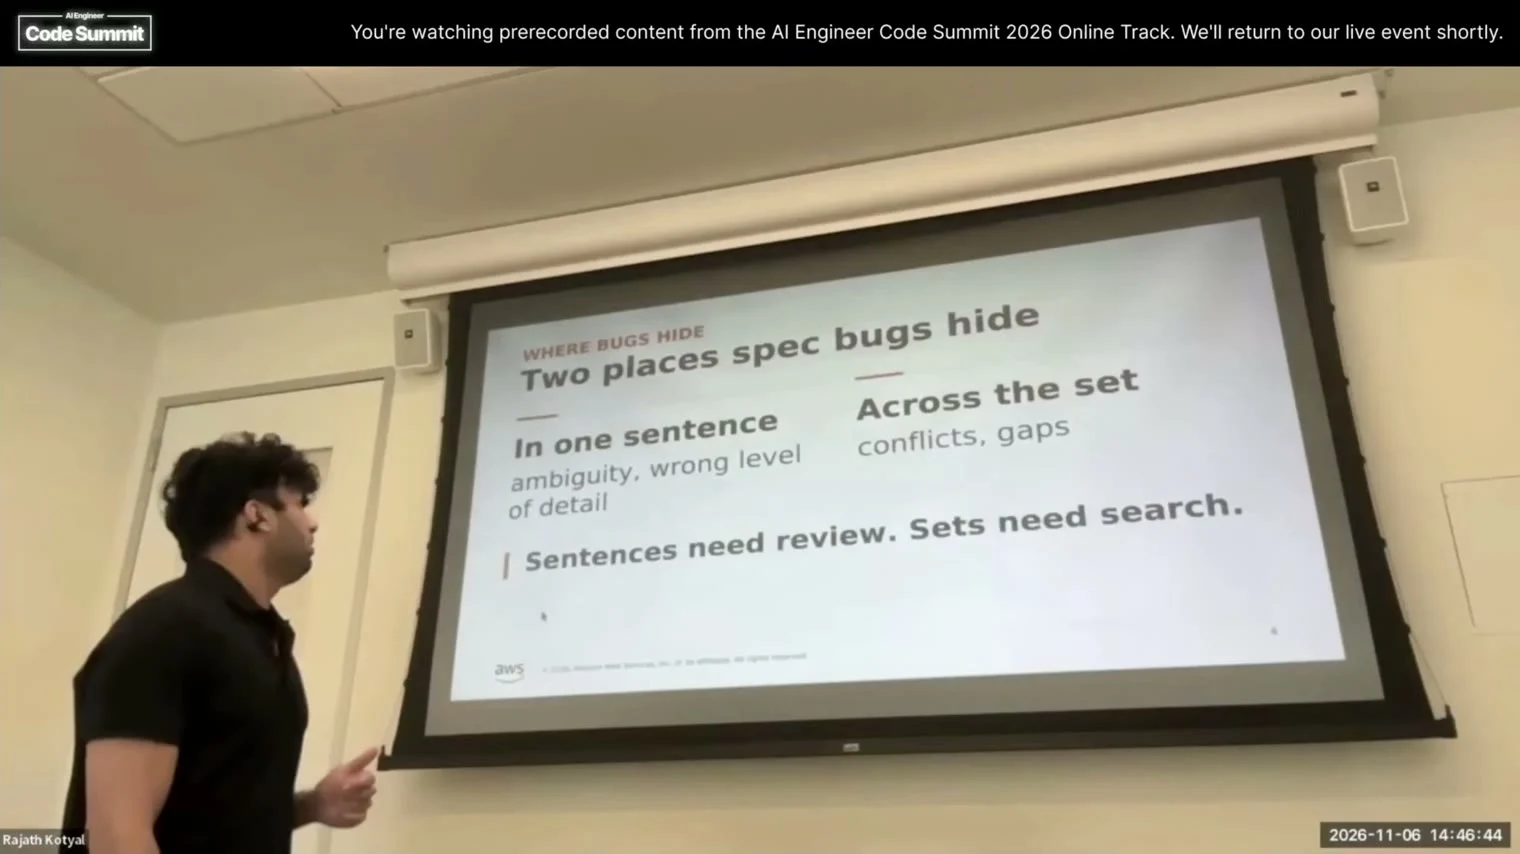 AI Engineer
Code Summit
You're watching prerecorded content from the AI Engineer Code Summit 2026 Online Track. We'll return to our live event shortly.
WHERE BUGS HIDE
Two places spec bugs hide
In one sentence
ambiguity, wrong level
of detail
Across the set
conflicts, gaps
Sentences need review. Sets need search.
aws
Rajath Kotyal
2026-11-06 14:46:44